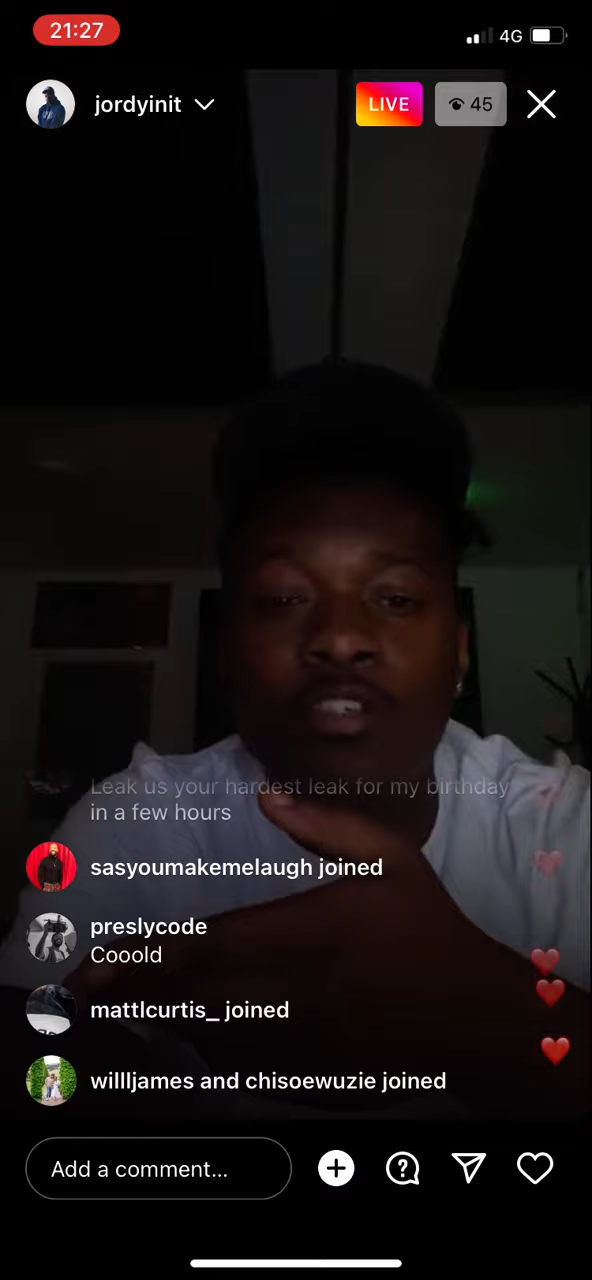 21:27
4G
jordyinit
LIVE
45
Leak us your hardest leak for my birthday
in a few hours
sasyoumakemelaugh joined
preslycode
Cooold
mattlcurtis_ joined
willljames and chisoewuzie joined
Add a comment...